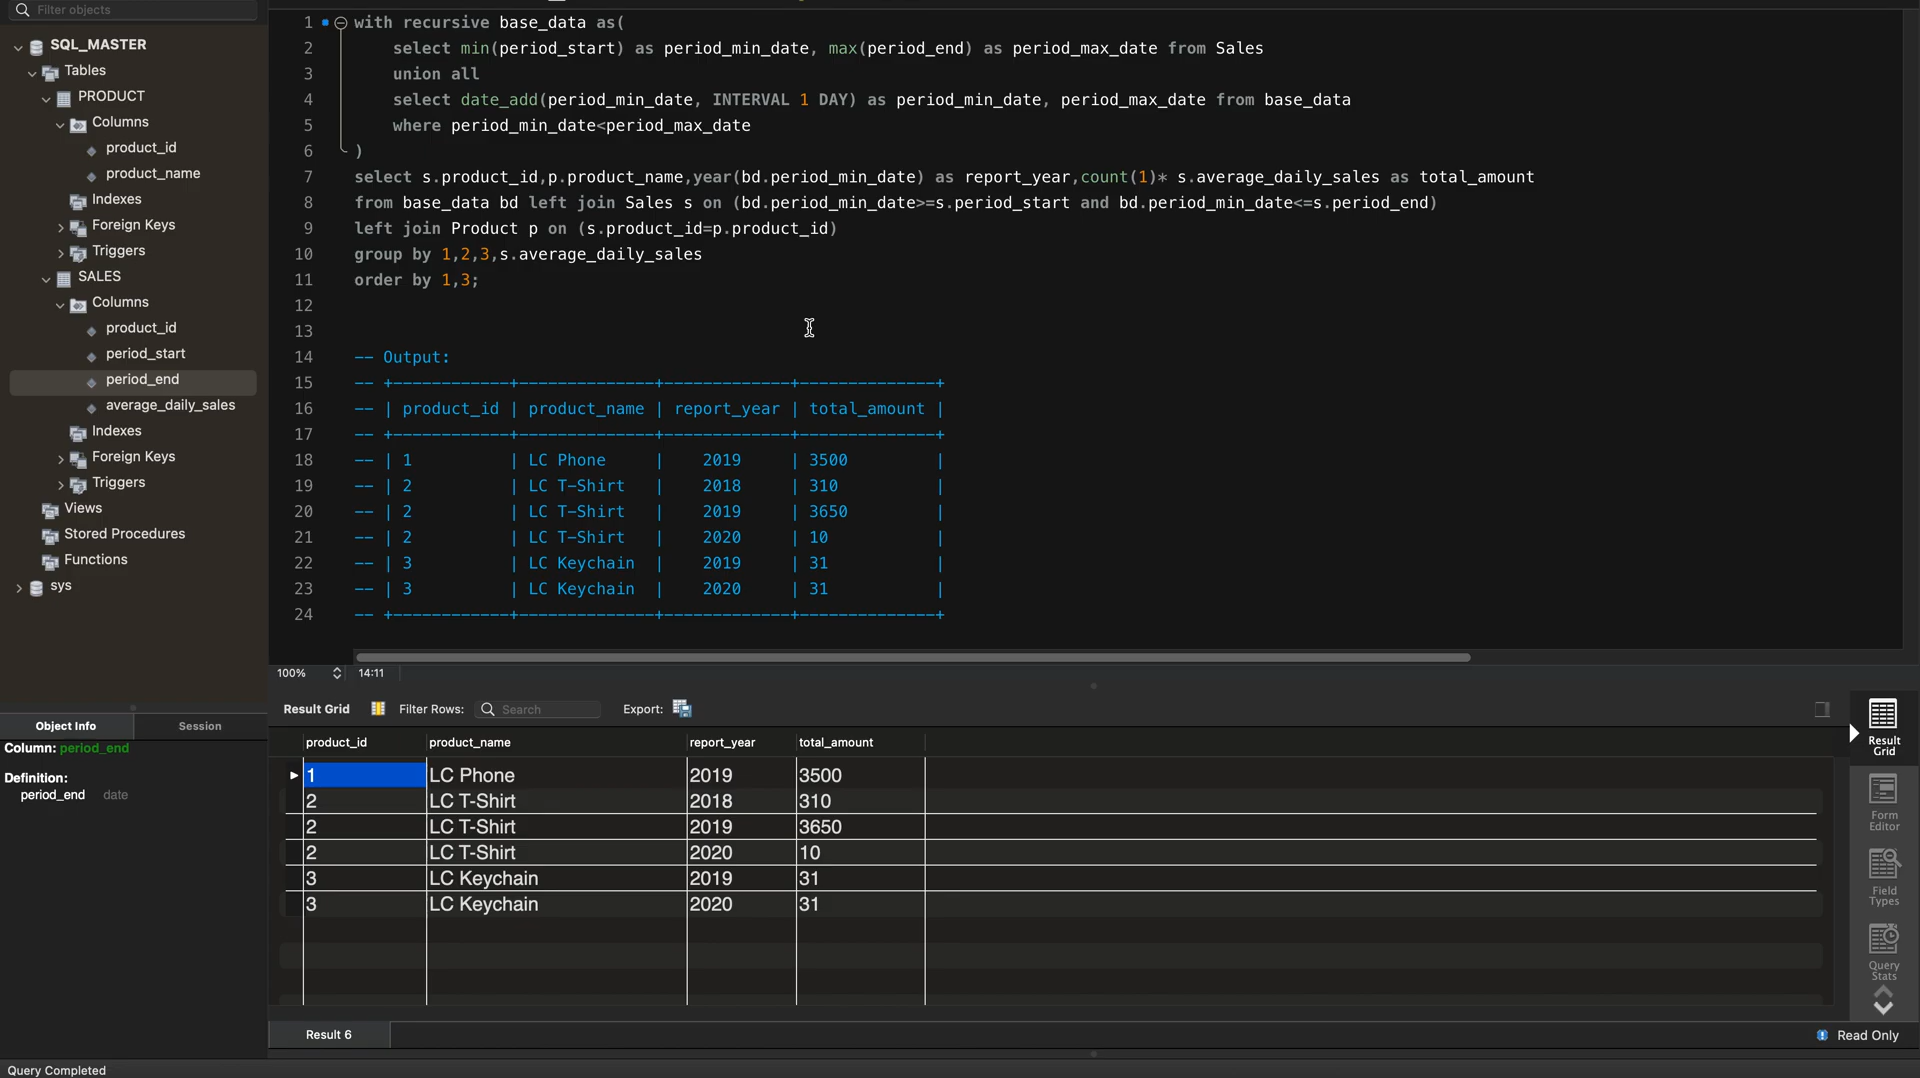 Filter objects
SQL_MASTER
Tables
PRODUCT
Columns
product_id
product_name
Indexes
Foreign Keys
Triggers
SALES
Columns
product_id
period_start
period_end
average_daily_sales
Indexes
Foreign Keys
Triggers
Views
Stored Procedures
Functions
sys
Object Info Session
Column: period_end
Definition:
period_end date
1 with recursive base_data as(
2 select min(period_start) as period_min_date, max(period_end) as period_max_date from Sales
3 union all
4 select date_add(period_min_date, INTERVAL 1 DAY) as period_min_date, period_max_date from base_data
5 where period_min_date<period_max_date
6 )
7 select s.product_id,p.product_name,year(bd.period_min_date) as report_year,count(1)* s.average_daily_sales as total_amount
8 from base_data bd left join Sales s on (bd.period_min_date>=s.period_start and bd.period_min_date<=s.period_end)
9 left join Product p on (s.product_id=p.product_id)
10 group by 1,2,3,s.average_daily_sales
11 order by 1,3;
12
13
14 -- Output:
15 -- +------------+--------------+-------------+--------------+
16 -- | product_id | product_name | report_year | total_amount |
17 -- +------------+--------------+-------------+--------------+
18 -- | 1 | LC Phone | 2019 | 3500 |
19 -- | 2 | LC T-Shirt | 2018 | 310 |
20 -- | 2 | LC T-Shirt | 2019 | 3650 |
21 -- | 2 | LC T-Shirt | 2020 | 10 |
22 -- | 3 | LC Keychain | 2019 | 31 |
23 -- | 3 | LC Keychain | 2020 | 31 |
24 -- +------------+--------------+-------------+--------------+
100% 14:11
Result Grid Filter Rows: Search Export:
product_id product_name report_year total_amount
1 LC Phone 2019 3500
2 LC T-Shirt 2018 310
2 LC T-Shirt 2019 3650
2 LC T-Shirt 2020 10
3 LC Keychain 2019 31
3 LC Keychain 2020 31
Result
Grid
Form
Editor
Field
Types
Query
Stats
Result 6
Read Only
Query Completed